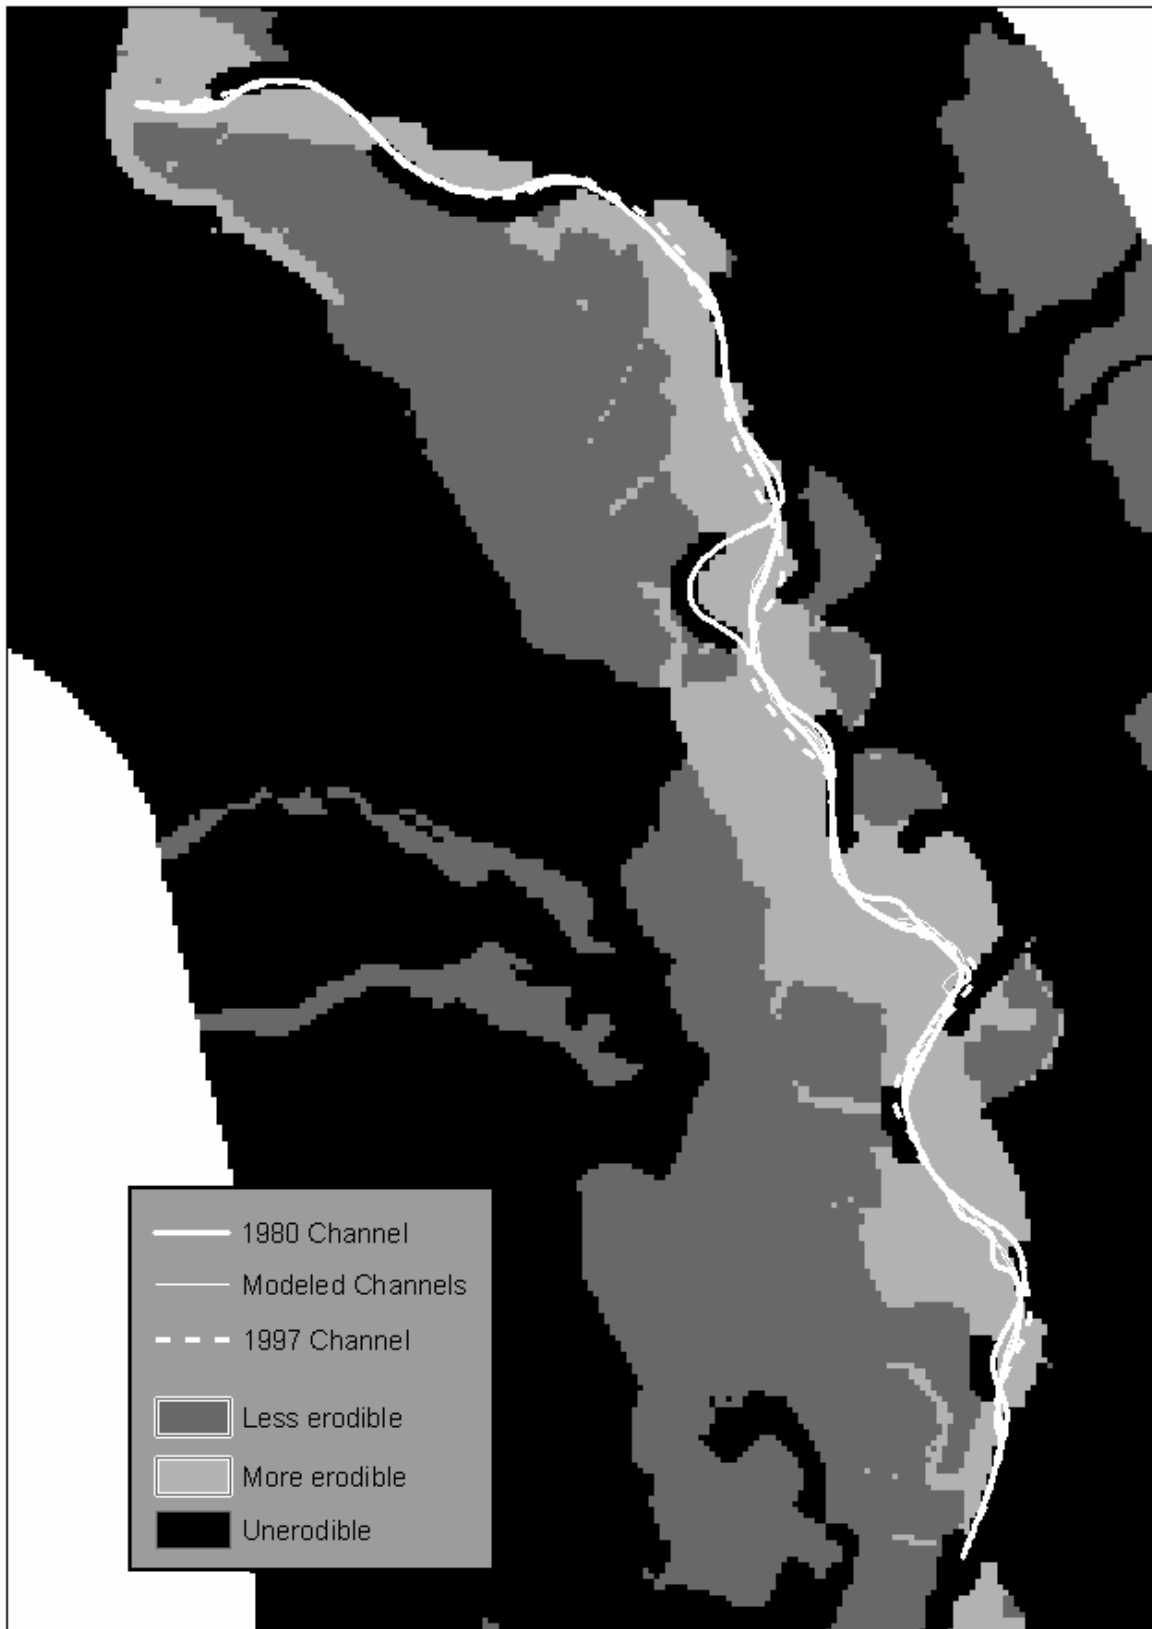 1980 Channel
Modeled Channels
1997 Channel
Less erodible
More erodible
Unerodible